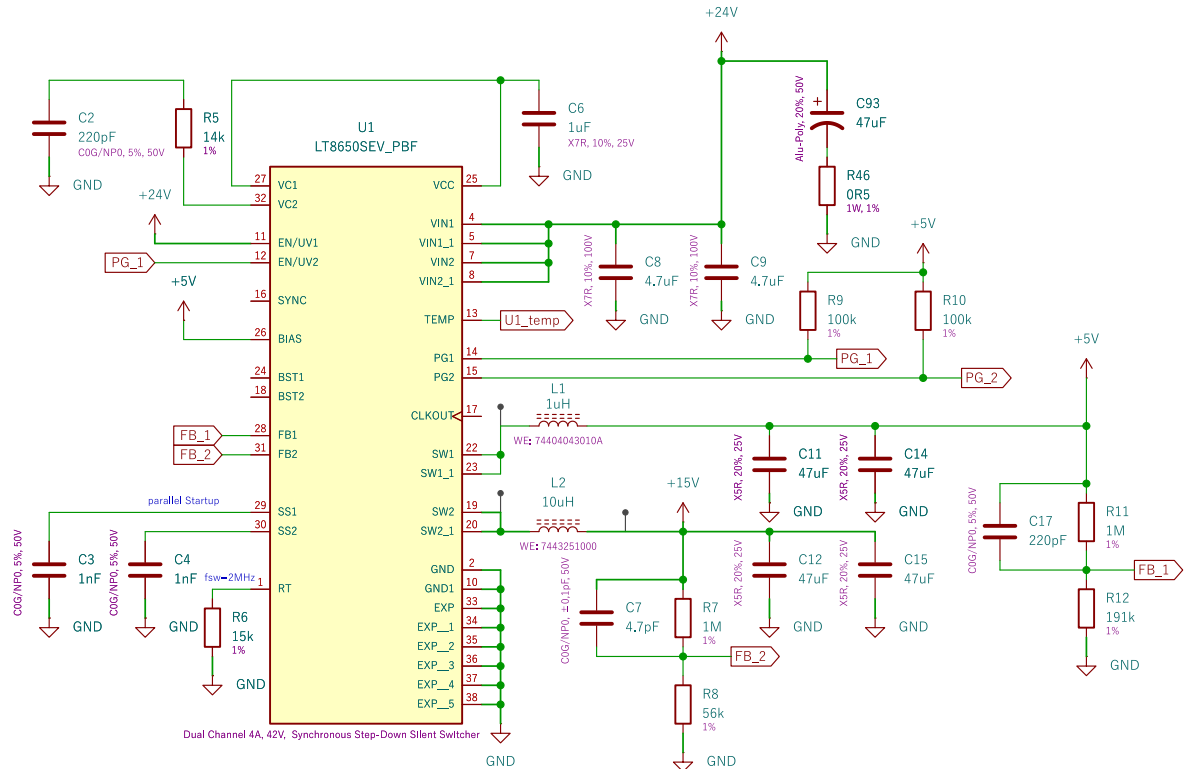 +24V
C2
220pF
C0G/NP0, 5%, 50V
GND
R5
14k
1%
C6
1uF
X7R, 10%, 25V
GND
Alu-Poly, 20%, 50V
+
C93
47uF
R46
0R5
1W, 1%
GND
U1
LT8650SEV_PBF
+24V
PG_1
+5V
27
VC1
32
VC2
11
EN/UV1
12
EN/UV2
16
SYNC
26
BIAS
24
BST1
18
BST2
FB_1
28
FB1
FB_2
31
FB2
parallel Startup
29
SS1
30
SS2
fsw=2MHz
1
RT
VCC
25
VIN1
4
VIN1_1
5
VIN2
7
VIN2_1
8
TEMP
13
U1_temp
PG1
14
PG2
15
CLKOUT
17
SW1
22
SW1_1
23
SW2
19
SW2_1
20
GND
2
GND1
10
EXP
33
EXP__1
34
EXP__2
35
EXP__3
36
EXP__4
37
EXP__5
38
GND
Dual Channel 4A, 42V, Synchronous Step-Down Silent Switcher
X7R, 10%, 100V
C8
4.7uF
GND
X7R, 10%, 100V
C9
4.7uF
GND
+5V
R9
100k
1%
R10
100k
1%
PG_1
PG_2
L1
1uH
WE: 74404043010A
L2
10uH
WE: 7443251000
+5V
X5R, 20%, 25V
C11
47uF
GND
X5R, 20%, 25V
C14
47uF
GND
+15V
X5R, 20%, 25V
C12
47uF
GND
X5R, 20%, 25V
C15
47uF
GND
C0G/NP0, 5%, 50V
C17
220pF
R11
1M
1%
FB_1
R12
191k
1%
GND
C0G/NP0, 5%, 50V
C3
1nF
GND
C0G/NP0, 5%, 50V
C4
1nF
GND
R6
15k
1%
GND
C0G/NP0, ±0,1pF, 50V
C7
4.7pF
R7
1M
1%
FB_2
R8
56k
1%
GND